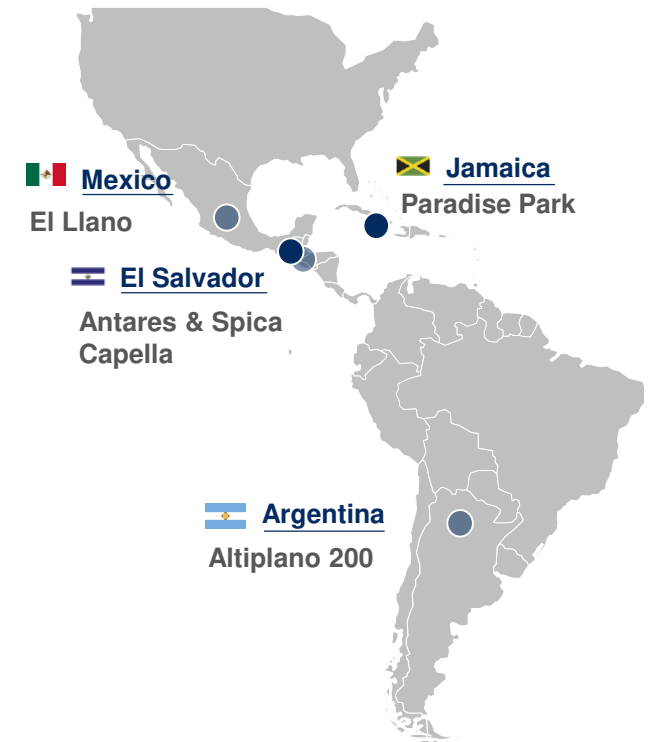 Mexico
El Llano
Jamaica
Paradise Park
El Salvador
Antares & Spica
Capella
Argentina
Altiplano 200